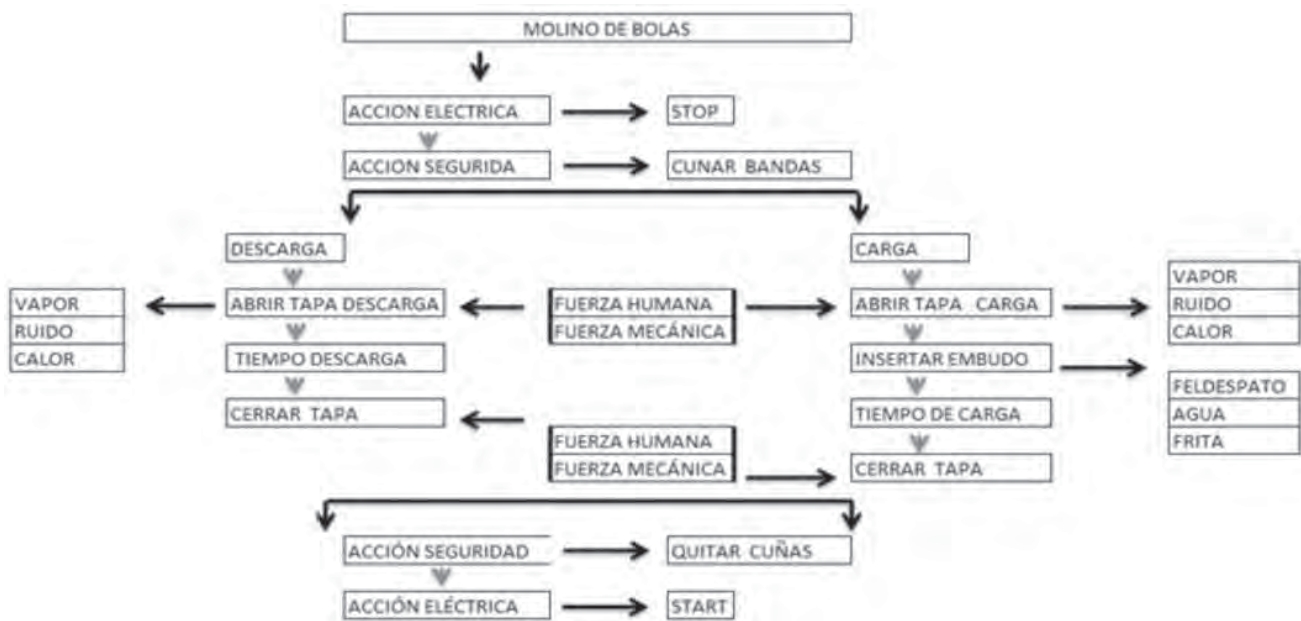 MOLINO DE BOLAS
ACCION ELECTRICA
STOP
ACCION SEGURIDA
CUNAR BANDAS
DESCARGA
CARGA
VAPOR
RUIDO
CALOR
ABRIR TAPA DESCARGA
FUERZA HUMANA
FUERZA MECÁNICA
ABRIR TAPA CARGA
VAPOR
RUIDO
CALOR
TIEMPO DESCARGA
INSERTAR EMBUDO
FELDESPATO
AGUA
FRITA
CERRAR TAPA
TIEMPO DE CARGA
FUERZA HUMANA
FUERZA MECÁNICA
CERRAR TAPA
ACCIÓN SEGURIDAD
QUITAR CUÑAS
ACCIÓN ELÉCTRICA
START